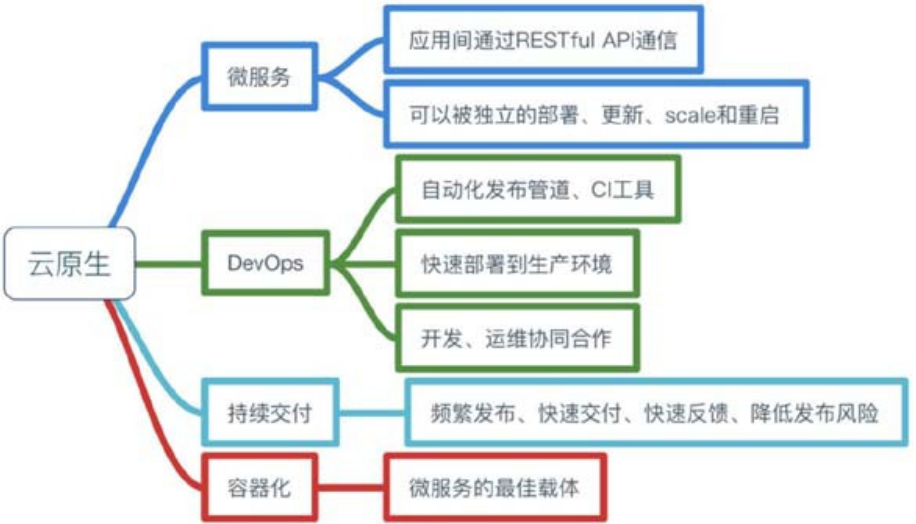 云原生
微服务
应用间通过RESTful API通信
可以被独立的部署、更新、scale和重启
DevOps
自动化发布管道、CI工具
快速部署到生产环境
开发、运维协同合作
持续交付
频繁发布、快速交付、快速反馈、降低发布风险
容器化
微服务的最佳载体